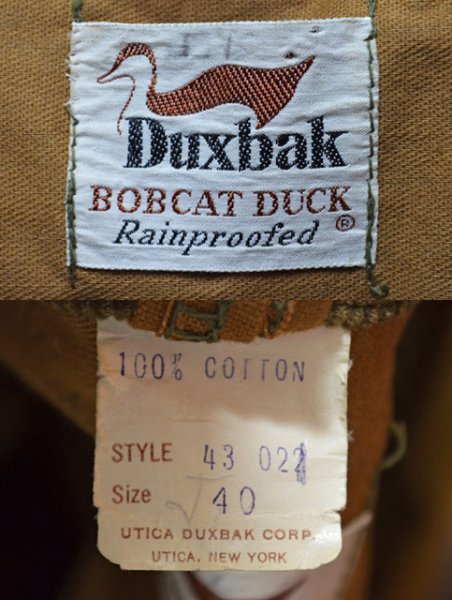 Duxbak
BOBCAT DUCK
Rainproofed ®
100% COTTON
STYLE 43 022
Size 40
UTICA DUXBAK CORP.
UTICA, NEW YORK